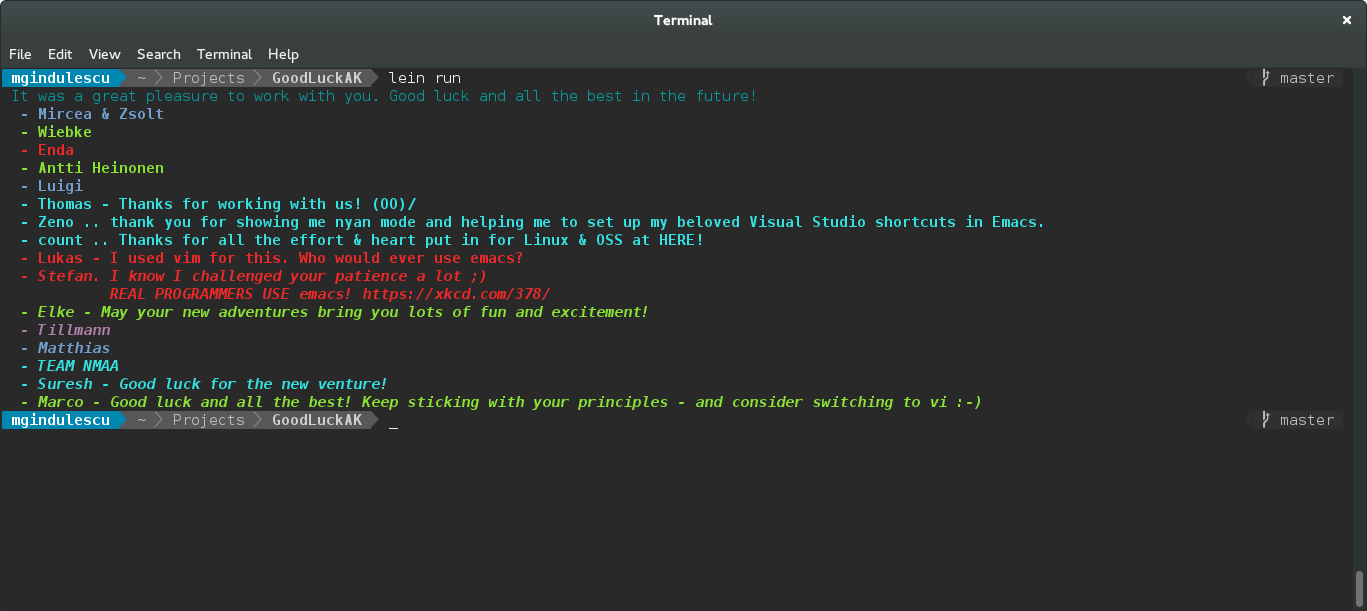 Terminal
File Edit View Search Terminal Help
mgindulescu ~ Projects GoodLuckAK lein run master
It was a great pleasure to work with you. Good luck and all the best in the future!
- Mircea & Zsolt
- Wiebke
- Enda
- Antti Heinonen
- Luigi
- Thomas - Thanks for working with us! (OO)/
- Zeno .. thank you for showing me nyan mode and helping me to set up my beloved Visual Studio shortcuts in Emacs.
- count .. Thanks for all the effort & heart put in for Linux & OSS at HERE!
- Lukas - I used vim for this. Who would ever use emacs?
- Stefan. I know I challenged your patience a lot ;)
REAL PROGRAMMERS USE emacs! https://xkcd.com/378/
- Elke - May your new adventures bring you lots of fun and excitement!
- Tillmann
- Matthias
- TEAM NMAA
- Suresh - Good luck for the new venture!
- Marco - Good luck and all the best! Keep sticking with your principles - and consider switching to vi :-)
mgindulescu ~ Projects GoodLuckAK _ master